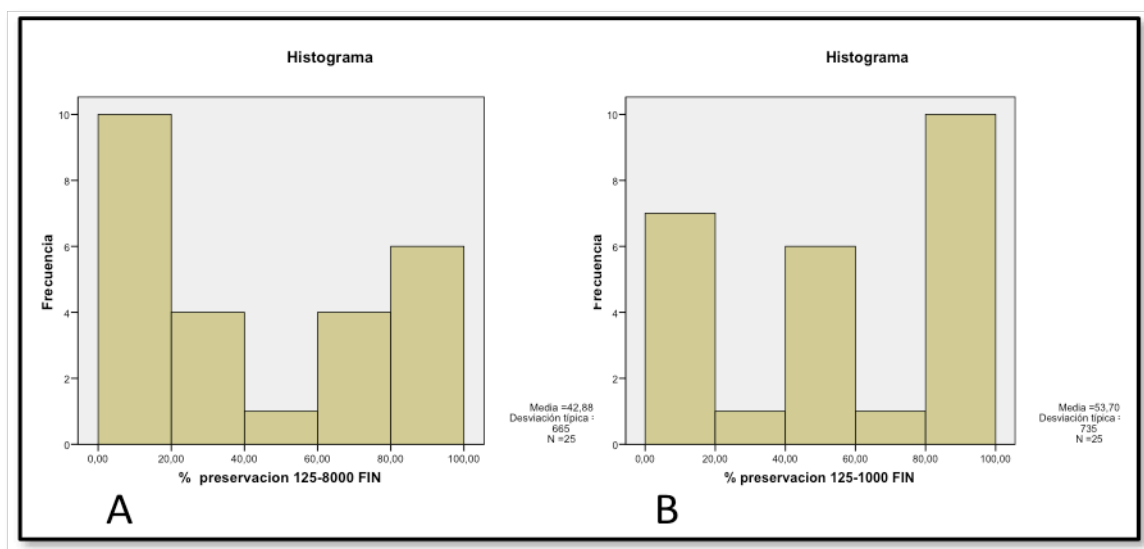 Histograma
Frecuencia
10
8
6
4
2
0
0,00 20,00 40,00 60,00 80,00 100,00
% preservacion 125-8000 FIN
Media =42,88
Desviación típica =
665
N =25
A
Histograma
Frecuencia
10
8
6
4
2
0
0,00 20,00 40,00 60,00 80,00 100,00
% preservacion 125-1000 FIN
Media =53,70
Desviación típica =
735
N =25
B